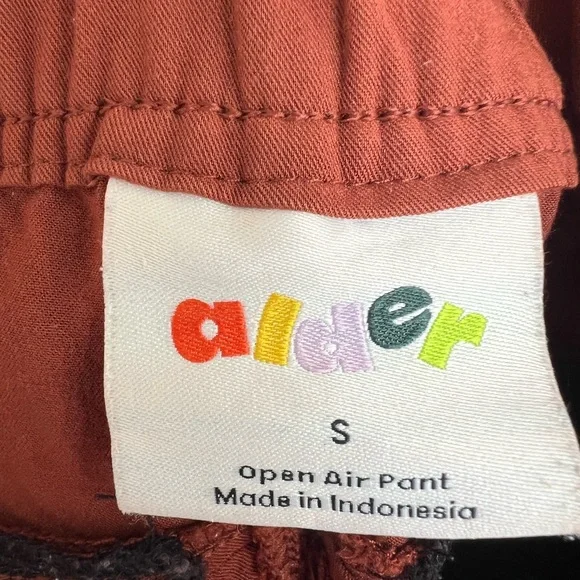 alder
S
Open Air Pant
Made in Indonesia